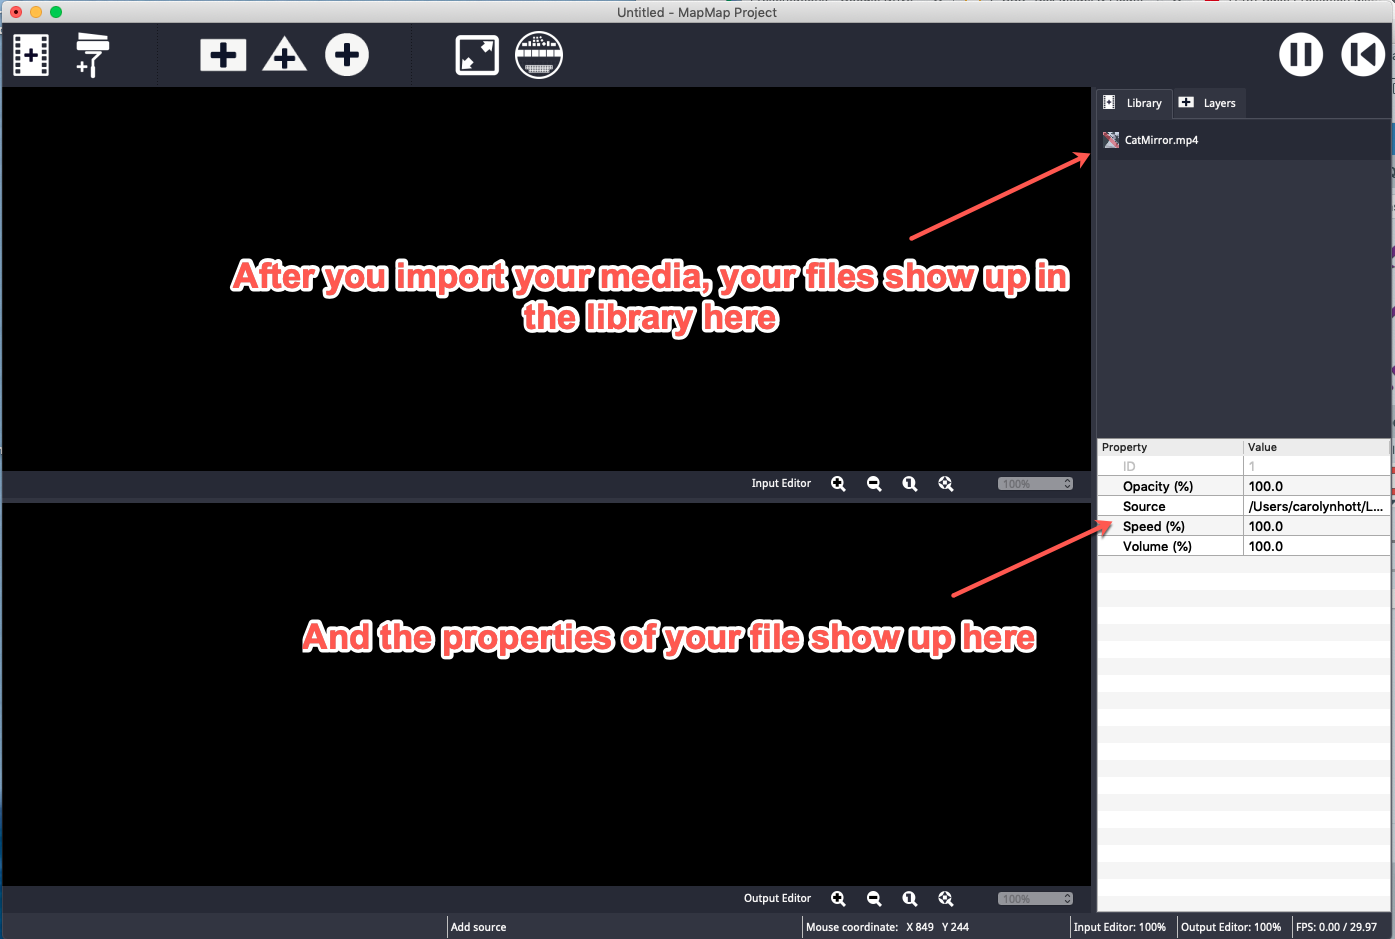 Untitled - MapMap Project
Library
Layers
CatMirror.mp4
After you import your media, your files show up in
the library here
Property Value
ID 1
Opacity (%) 100.0
Source /Users/carolynhott/L...
Speed (%) 100.0
Volume (%) 100.0
Input Editor 100%
And the properties of your file show up here
Output Editor 100%
Add source Mouse coordinate: X 849 Y 244 Input Editor: 100% Output Editor: 100% FPS: 0.00 / 29.97